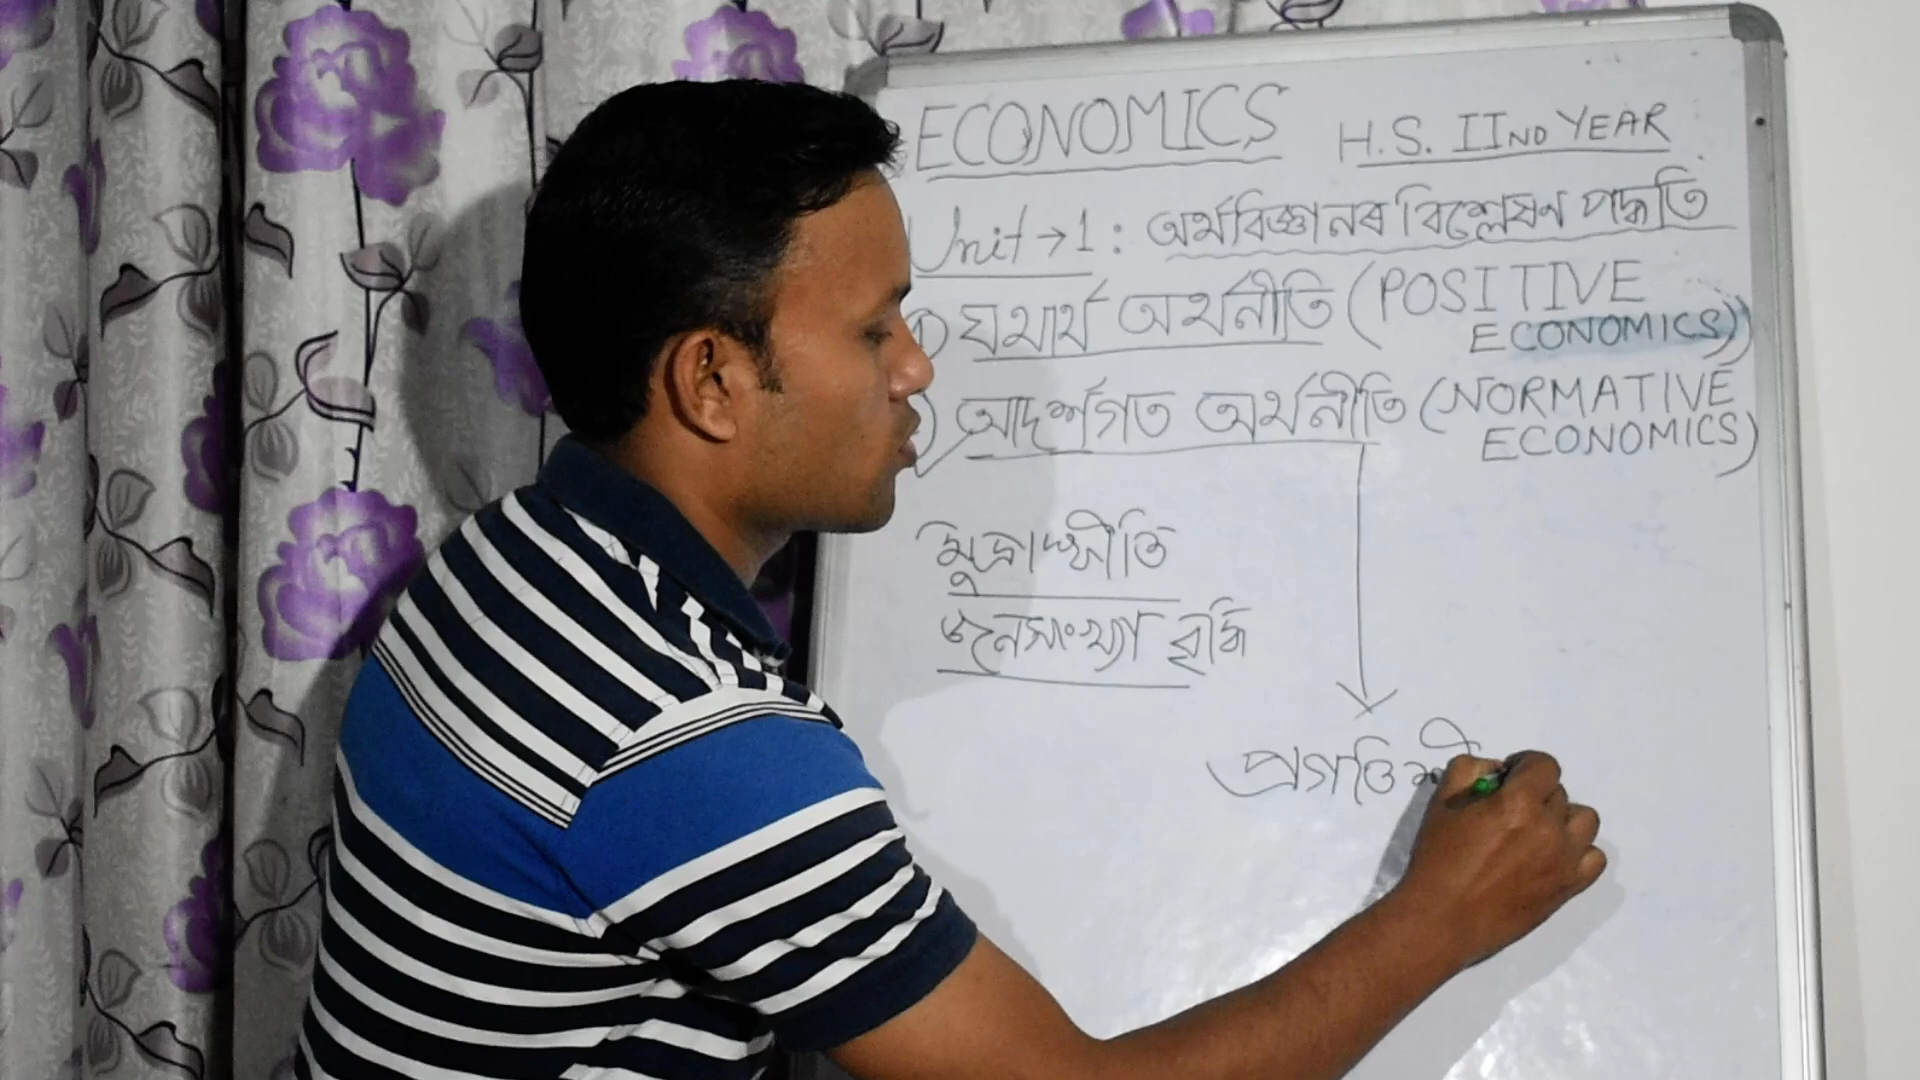 ECONOMICS H.S. IIND YEAR
Unit → 1 : অৰ্থবিজ্ঞানৰ বিশ্লেষণ পদ্ধতি
যথাৰ্থ অৰ্থনীতি (POSITIVE
ECONOMICS)
আদৰ্শগত অৰ্থনীতি (NORMATIVE
ECONOMICS)
মুদ্ৰাস্ফীতি
জনসংখ্যা বৃদ্ধি
প্ৰগতিশী